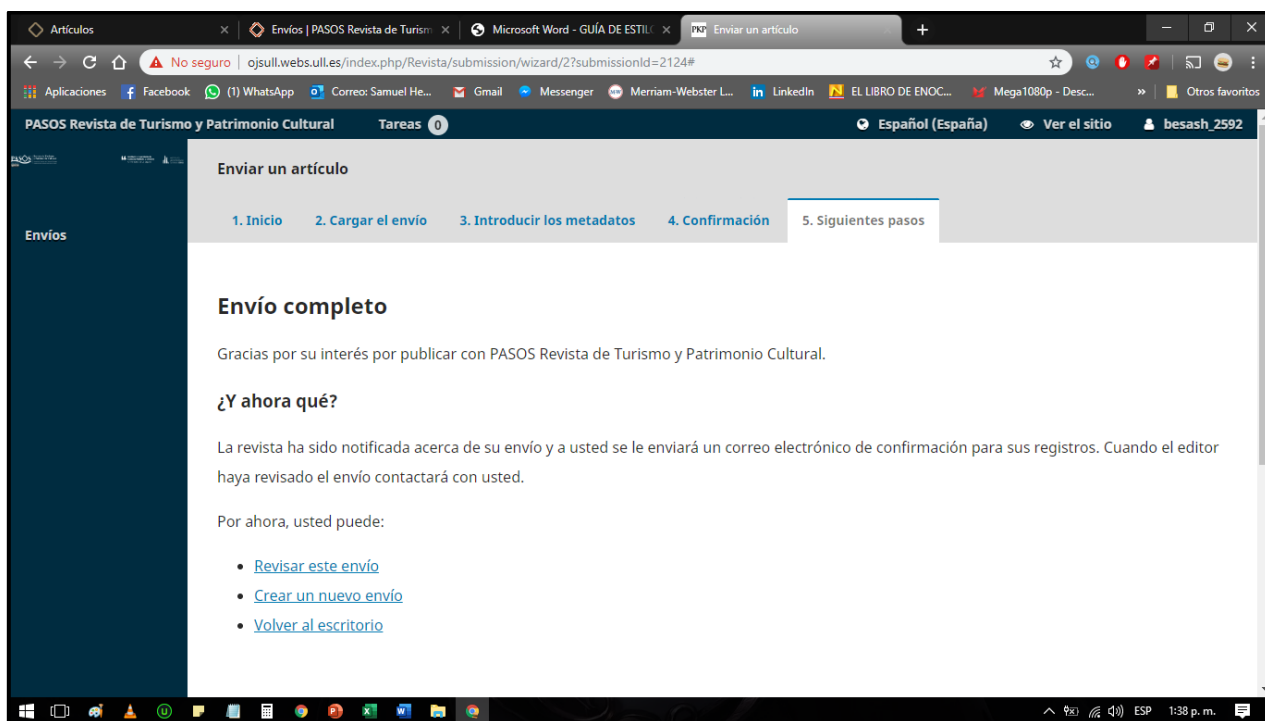 Artículos
Envíos | PASOS Revista de Turism
Microsoft Word - GUÍA DE ESTIL
PKP Enviar un artículo
No seguro | ojsull.webs.ull.es/index.php/Revista/submission/wizard/2?submissionId=2124#
Aplicaciones Facebook (1) WhatsApp Correo: Samuel He... Gmail Messenger Merriam-Webster L... LinkedIn EL LIBRO DE ENOC... Mega1080p - Desc... » Otros favoritos
PASOS Revista de Turismo y Patrimonio Cultural Tareas 0 Español (España) Ver el sitio besash_2592
Enviar un artículo
1. Inicio 2. Cargar el envío 3. Introducir los metadatos 4. Confirmación 5. Siguientes pasos
Envíos
Envío completo
Gracias por su interés por publicar con PASOS Revista de Turismo y Patrimonio Cultural.
¿Y ahora qué?
La revista ha sido notificada acerca de su envío y a usted se le enviará un correo electrónico de confirmación para sus registros. Cuando el editor
haya revisado el envío contactará con usted.
Por ahora, usted puede:
• Revisar este envío
• Crear un nuevo envío
• Volver al escritorio
ESP 1:38 p. m.